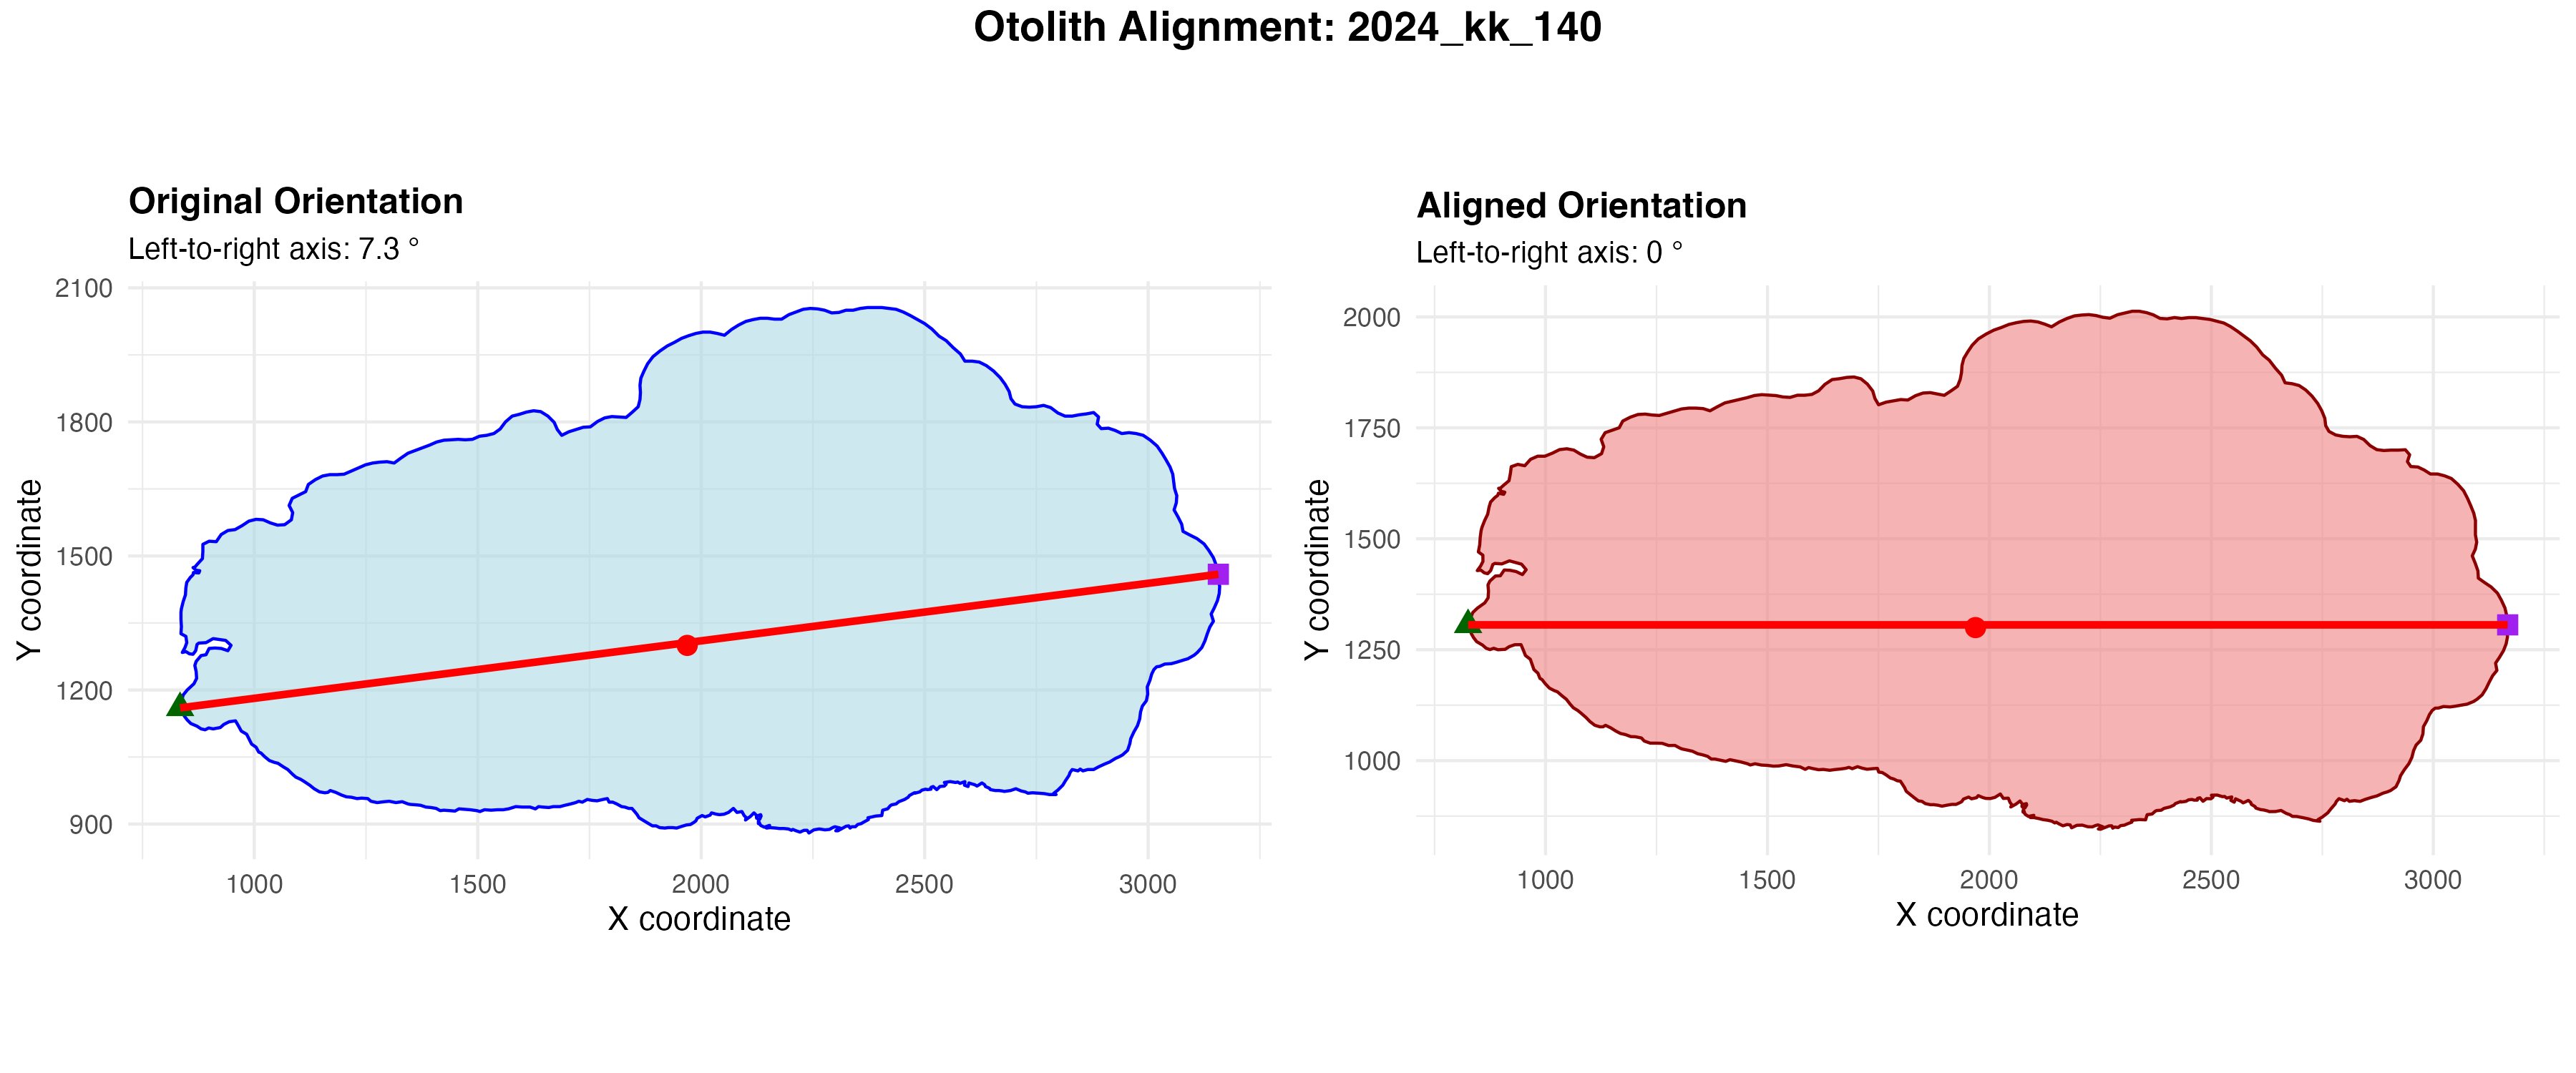 Otolith Alignment: 2024_kk_140
Original Orientation
Left-to-right axis: 7.3 °
2100
1800
1500
1200
900
Y coordinate
1000 1500 2000 2500 3000
X coordinate
Aligned Orientation
Left-to-right axis: 0 °
2000
1750
1500
1250
1000
Y coordinate
1000 1500 2000 2500 3000
X coordinate